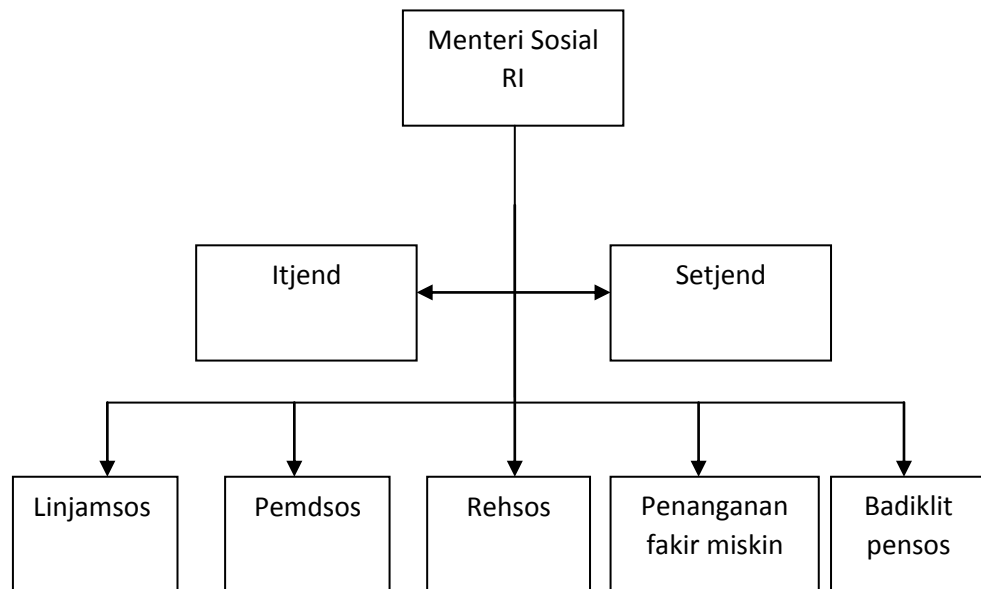 Menteri Sosial
RI
Itjend
Setjend
Linjamsos
Pemdsos
Rehsos
Penanganan
fakir miskin
Badiklit
pensos